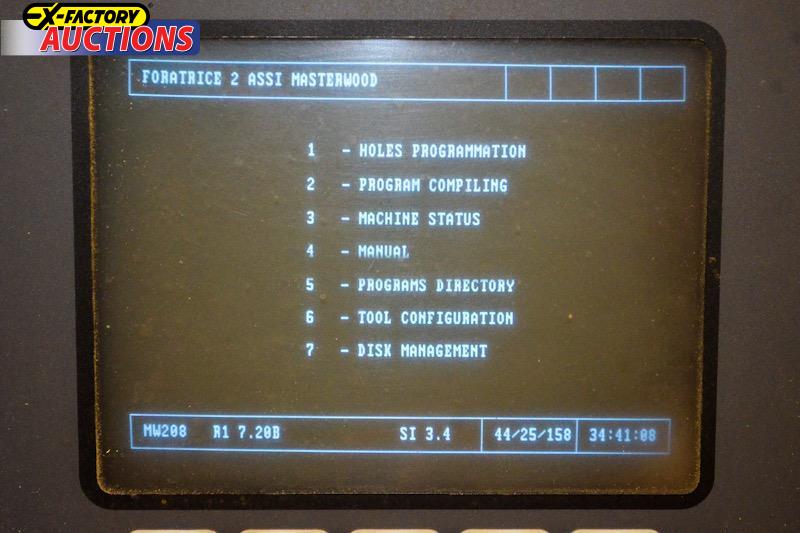 EX-FACTORY
AUCTIONS
FORATRICE 2 ASSI MASTERWOOD
1 - HOLES PROGRAMMATION
2 - PROGRAM COMPILING
3 - MACHINE STATUS
4 - MANUAL
5 - PROGRAMS DIRECTORY
6 - TOOL CONFIGURATION
7 - DISK MANAGEMENT
MW208 R1 7.20B SI 3.4 44/25/158 34:41:08